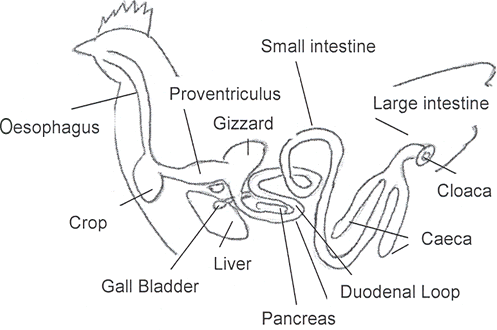 Small intestine
Proventriculus
Large intestine
Oesophagus
Gizzard
Cloaca
Crop
Caeca
Liver
Gall Bladder
Duodenal Loop
Pancreas